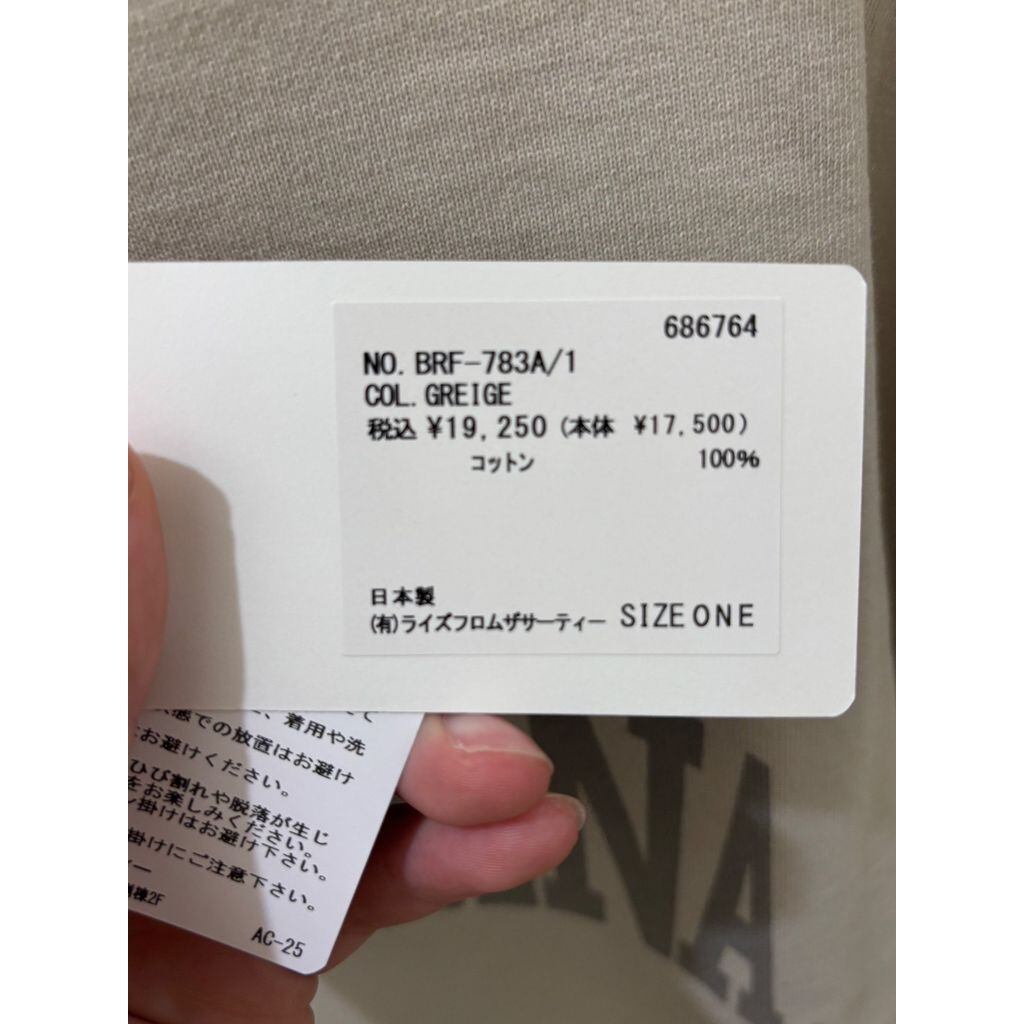 686764
NO. BRF-783A/1
COL. GREIGE
税込 ¥19,250 (本体 ¥17,500)
コットン 100%
日本製
(有)ライズフロムザサーティー SIZE ONE
、着用や洗
態での放置はお避け
お避けください。
ひび割れや脱落が生じ
をお楽しみください。
ン掛けはお避け下さい。
掛けにご注意下さい。
棟2F
AC-25
NA